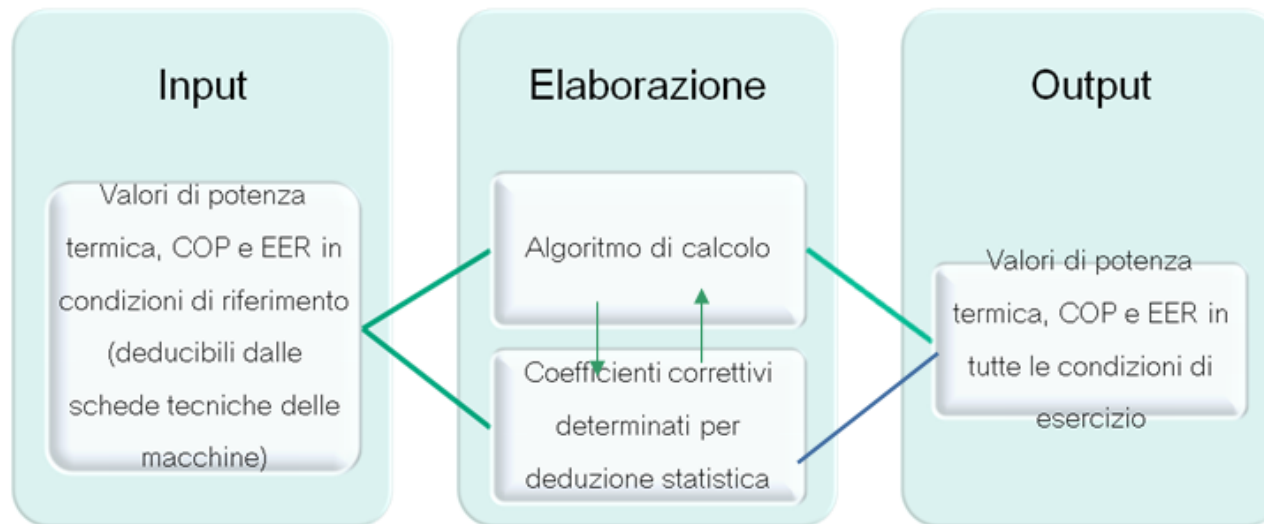 Input
Valori di potenza
termica, COP e EER in
condizioni di riferimento
(deducibili dalle
schede tecniche delle
macchine)
Elaborazione
Algoritmo di calcolo
Coefficienti correttivi
determinati per
deduzione statistica
Output
Valori di potenza
termica, COP e EER in
tutte le condizioni di
esercizio